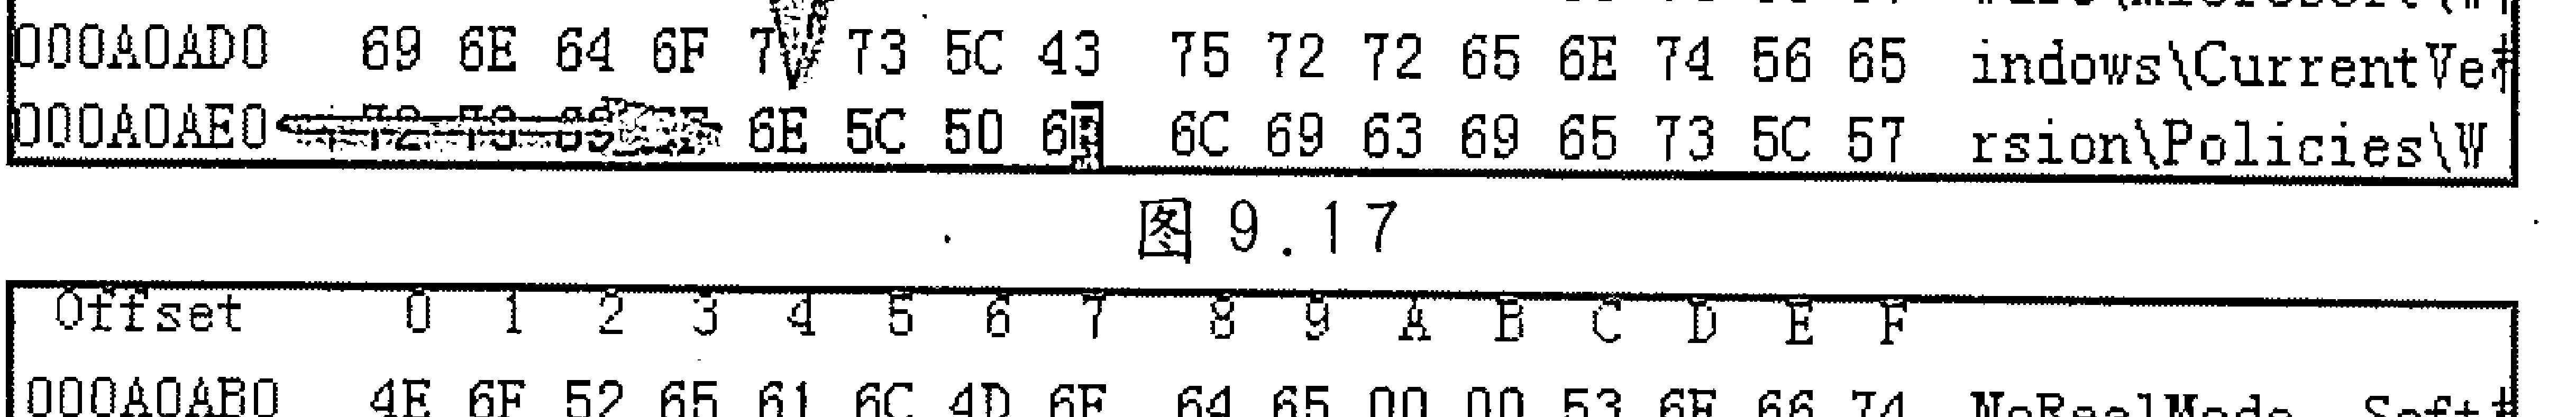 000A0AD0 69 6E 64 6F 73 5C 43 75 72 72 65 6E 74 56 65 indows\CurrentVe
000A0AE0 6E 5C 50 6C 69 63 69 65 73 5C 57 rsion\Policies\W
图 9.17
Offset 0 1 2 3 4 5 6 7 8 9 A B C D E F
000A0AB0 4E 6F 52 65 61 6C 4D 6F 64 65 00 00 53 6F 66 74 NoRealMode Soft